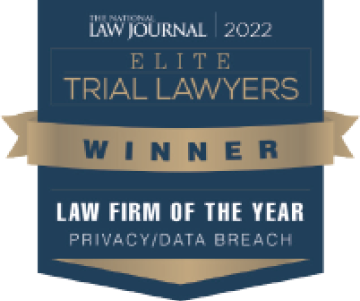 THE NATIONAL
LAW JOURNAL | 2022
ELITE
TRIAL LAWYERS
WINNER
LAW FIRM OF THE YEAR
PRIVACY/DATA BREACH